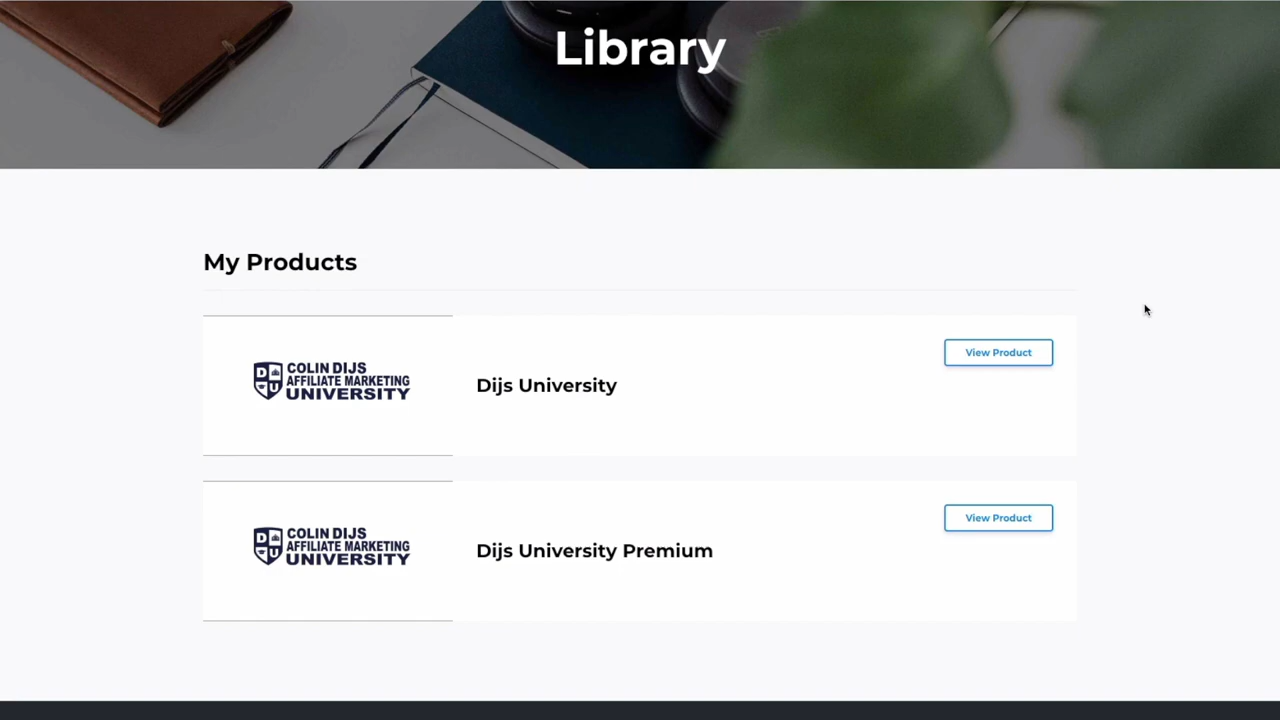 Library
My Products
COLIN DIJS
AFFILIATE MARKETING
UNIVERSITY
D
U
Dijs University
View Product
COLIN DIJS
AFFILIATE MARKETING
UNIVERSITY
D
U
Dijs University Premium
View Product